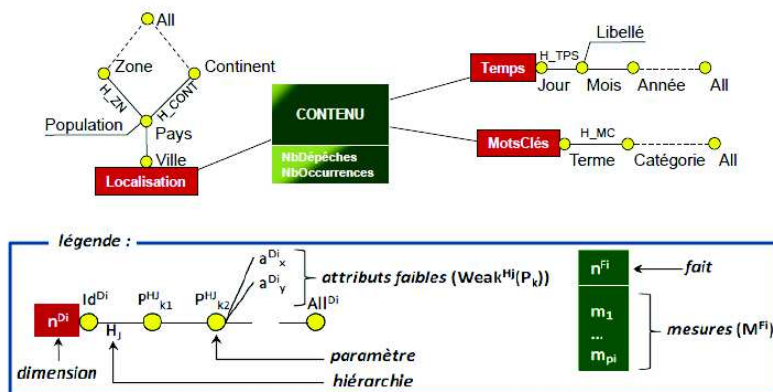 All
Zone
Continent
H_ZN
H_CONT
Population
Pays
Ville
Localisation
CONTENU
NbDépêches
NbOccurrences
Temps
H_TPS
Libellé
Jour
Mois
Année
All
MotsClés
H_MC
Terme
Catégorie
All
légende :
n^Di
Id^Di
H_J
P^HJ_k1
P^HJ_k2
a^Di_x
a^Di_y
All^Di
attributs faibles (Weak^Hj(P_k))
dimension
paramètre
hiérarchie
n^Fi
fait
m_1
...
m_pi
mesures (M^Fi)